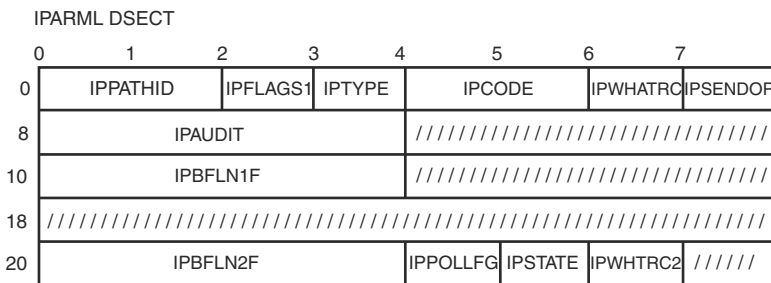 IPARML DSECT
0 1 2 3 4 5 6 7
0 IPPATHID IPFLAGS1 IPTYPE IPCODE IPWHATRC IPSENDOP
8 IPAUDIT / / / / / / / / / / / / / / / / / / / / / / / / / / / / / / / / /
10 IPBFLN1F / / / / / / / / / / / / / / / / / / / / / / / / / / / / / / / / /
18 / / / / / / / / / / / / / / / / / / / / / / / / / / / / / / / / / / / / / / / / / / / / / / / / / / / / / / / / / / / / / / / / / / /
20 IPBFLN2F IPPOLLFG IPSTATE IPWHTRC2 / / / / / /